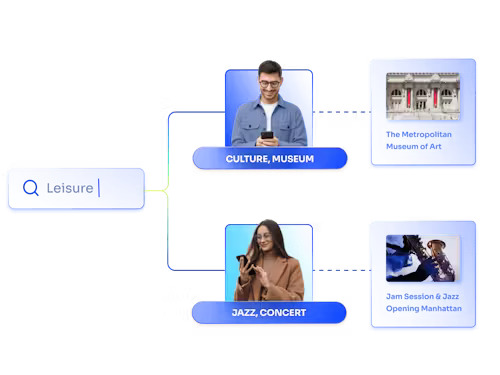 Leisure
CULTURE, MUSEUM
The Metropolitan
Museum of Art
JAZZ, CONCERT
Jam Session & Jazz
Opening Manhattan